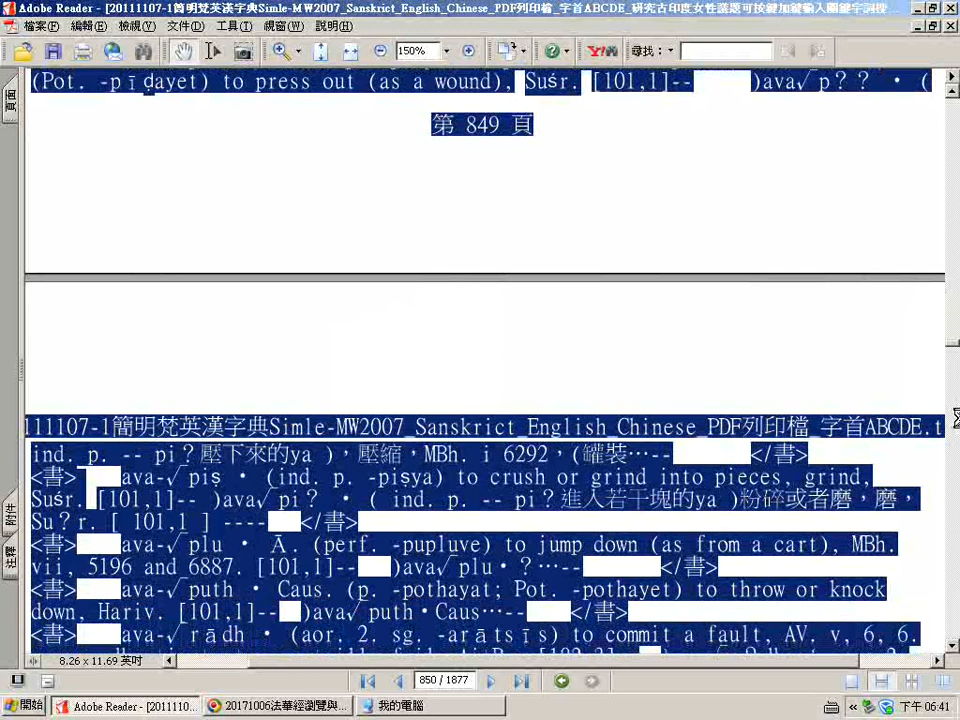 Adobe Reader - [20111107-1簡明梵英漢字典Simle-MW2007_Sanskrict_English_Chinese_PDF列印檔_字首ABCDE_研究古印度女性議題可按鍵加鍵輸入關鍵字詞搜
檔案(F) 編輯(E) 檢視(V) 文件(D) 工具(T) 視窗(W) 說明(H)
150% 尋找:
(Pot. -pīḍayet) to press out (as a wound), Suśr. [101,1]-- )ava√p？？ • (
第 849 頁
111107-1簡明梵英漢字典Simle-MW2007_Sanskrict_English_Chinese_PDF列印檔_字首ABCDE.t
ind. p. -- pi？壓下來的ya )，壓縮，MBh. i 6292，(罐裝…-- </書>
<書> ava-√piṣ • (ind. p. -piṣya) to crush or grind into pieces, grind,
Suśr. [101,1]-- )ava√pi？ • ( ind. p. -- pi？進入若干塊的ya )粉碎或者磨，磨，
Su？r. [ 101,1 ] ---- </書>
<書> ava-√plu • Ā. (perf. -pupluve) to jump down (as from a cart), MBh.
vii, 5196 and 6887. [101,1]-- )ava√plu•？…-- </書>
<書> ava-√puth • Caus. (p. -pothayat; Pot. -pothayet) to throw or knock
down, Hariv. [101,1]-- )ava√puth•Caus…-- </書>
<書> ava-√rādh • (aor. 2. sg. -arātsīs) to commit a fault, AV. v, 6, 6.
8.26 x 11.69 英吋
850 / 1877
開始 Adobe Reader - [2011110... 20171006法華經瀏覽與... 我的電腦 下午 06:41
頁面
附件
注釋